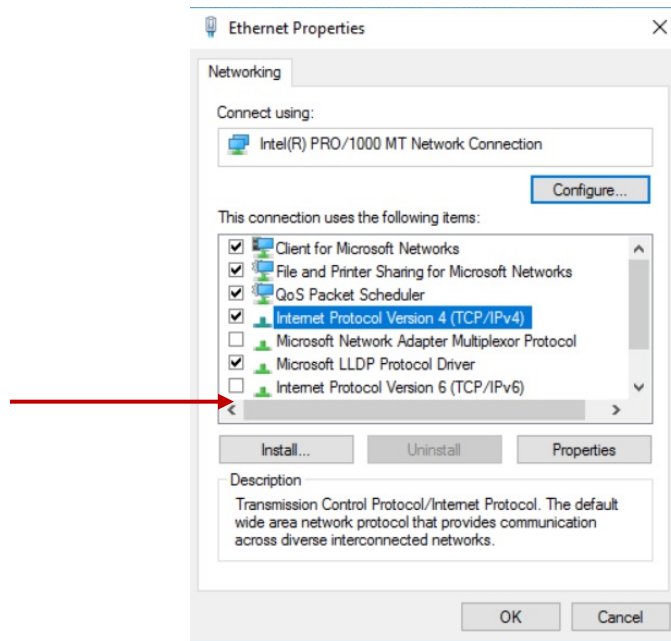 Ethernet Properties
Networking
Connect using:
Intel(R) PRO/1000 MT Network Connection
Configure...
This connection uses the following items:
Client for Microsoft Networks
File and Printer Sharing for Microsoft Networks
QoS Packet Scheduler
Internet Protocol Version 4 (TCP/IPv4)
Microsoft Network Adapter Multiplexor Protocol
Microsoft LLDP Protocol Driver
Internet Protocol Version 6 (TCP/IPv6)
Install... Uninstall Properties
Description
Transmission Control Protocol/Internet Protocol. The default
wide area network protocol that provides communication
across diverse interconnected networks.
OK Cancel